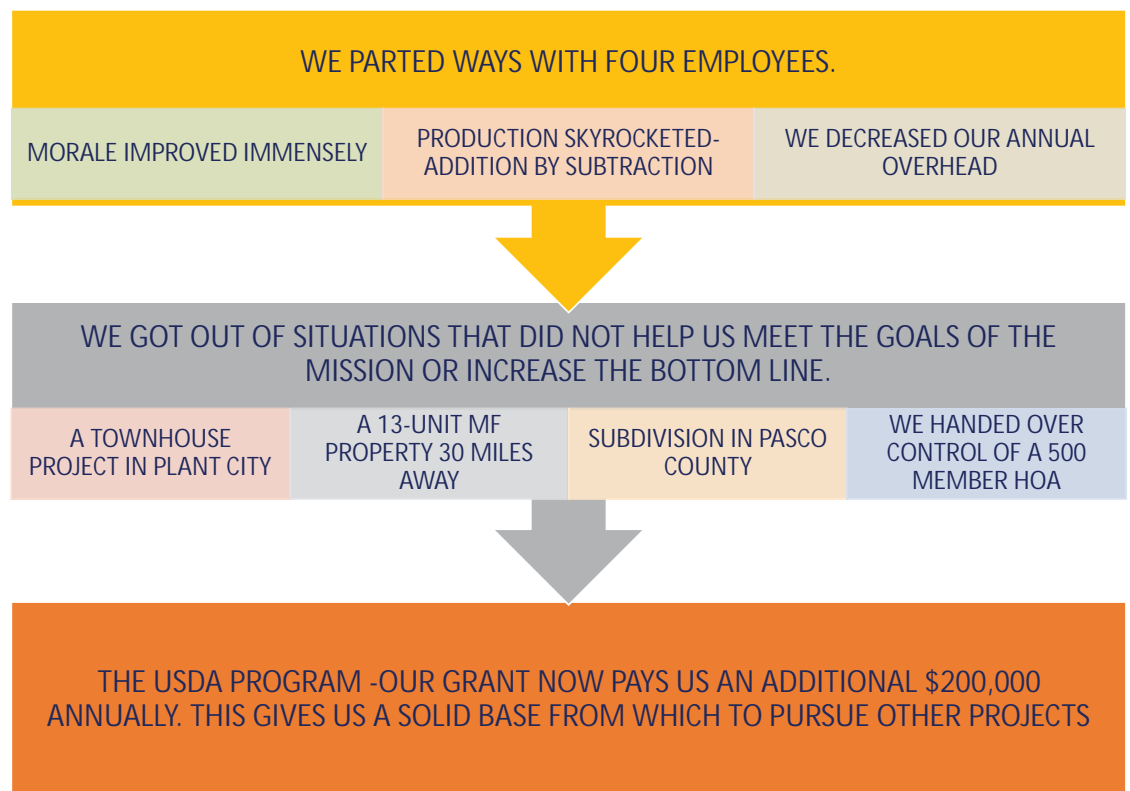 WE PARTED WAYS WITH FOUR EMPLOYEES.
MORALE IMPROVED IMMENSELY
PRODUCTION SKYROCKETED-
ADDITION BY SUBTRACTION
WE DECREASED OUR ANNUAL
OVERHEAD
WE GOT OUT OF SITUATIONS THAT DID NOT HELP US MEET THE GOALS OF THE
MISSION OR INCREASE THE BOTTOM LINE.
A TOWNHOUSE
PROJECT IN PLANT CITY
A 13-UNIT MF
PROPERTY 30 MILES
AWAY
SUBDIVISION IN PASCO
COUNTY
WE HANDED OVER
CONTROL OF A 500
MEMBER HOA
THE USDA PROGRAM -OUR GRANT NOW PAYS US AN ADDITIONAL $200,000
ANNUALLY. THIS GIVES US A SOLID BASE FROM WHICH TO PURSUE OTHER PROJECTS